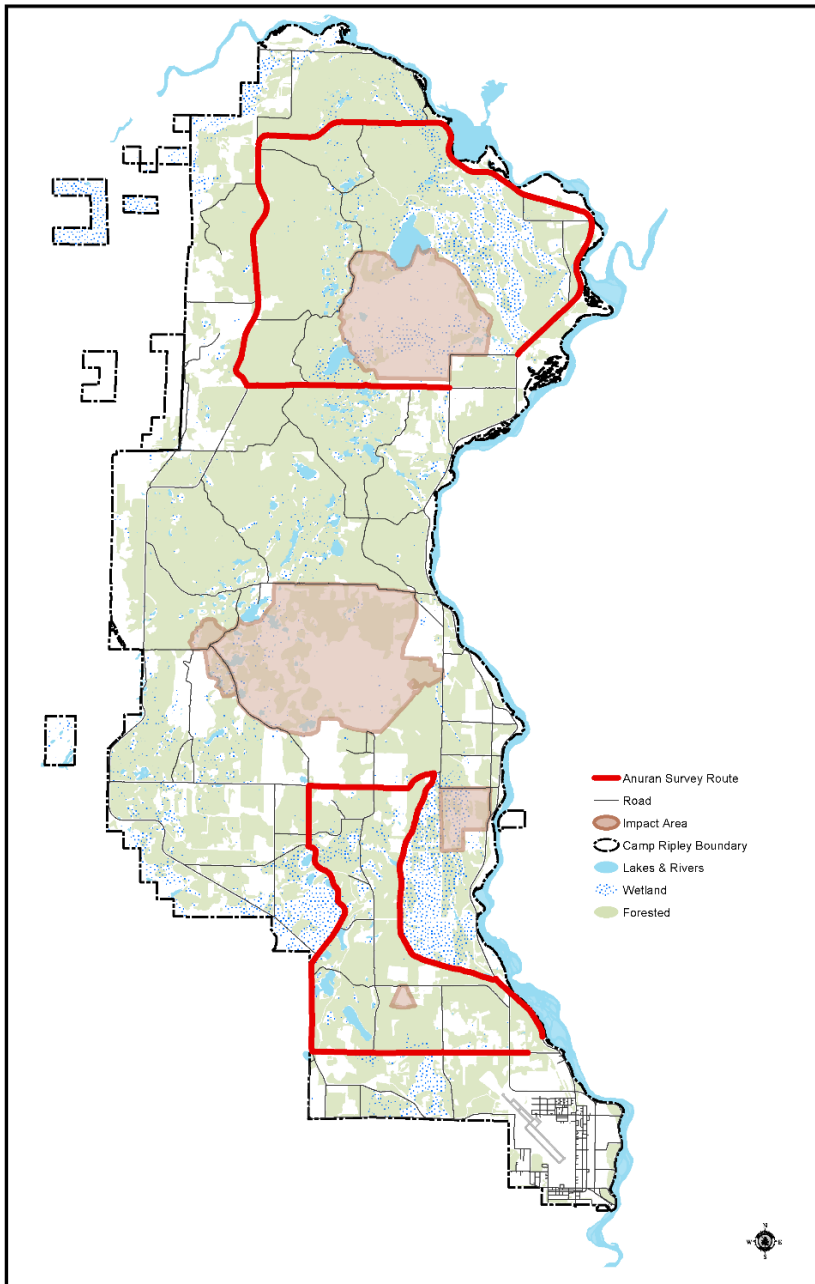 Anuran Survey Route
Road
Impact Area
Camp Ripley Boundary
Lakes & Rivers
Wetland
Forested
N
W E
S